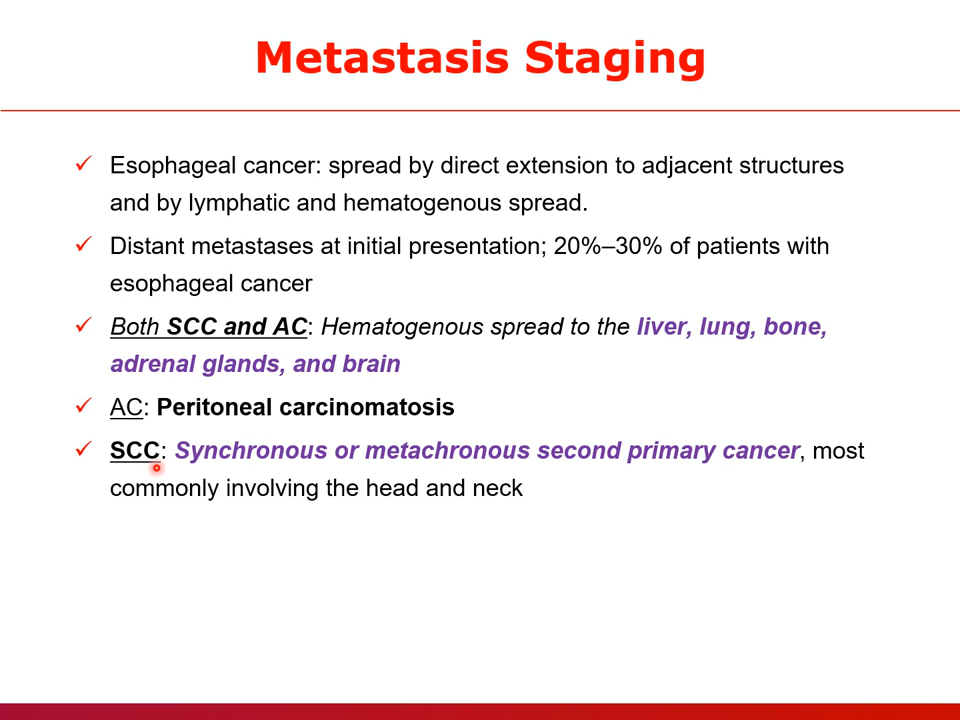 Metastasis Staging
✓ Esophageal cancer: spread by direct extension to adjacent structures
and by lymphatic and hematogenous spread.
✓ Distant metastases at initial presentation; 20%–30% of patients with
esophageal cancer
✓ Both SCC and AC: Hematogenous spread to the liver, lung, bone,
adrenal glands, and brain
✓ AC: Peritoneal carcinomatosis
✓ SCC: Synchronous or metachronous second primary cancer, most
commonly involving the head and neck